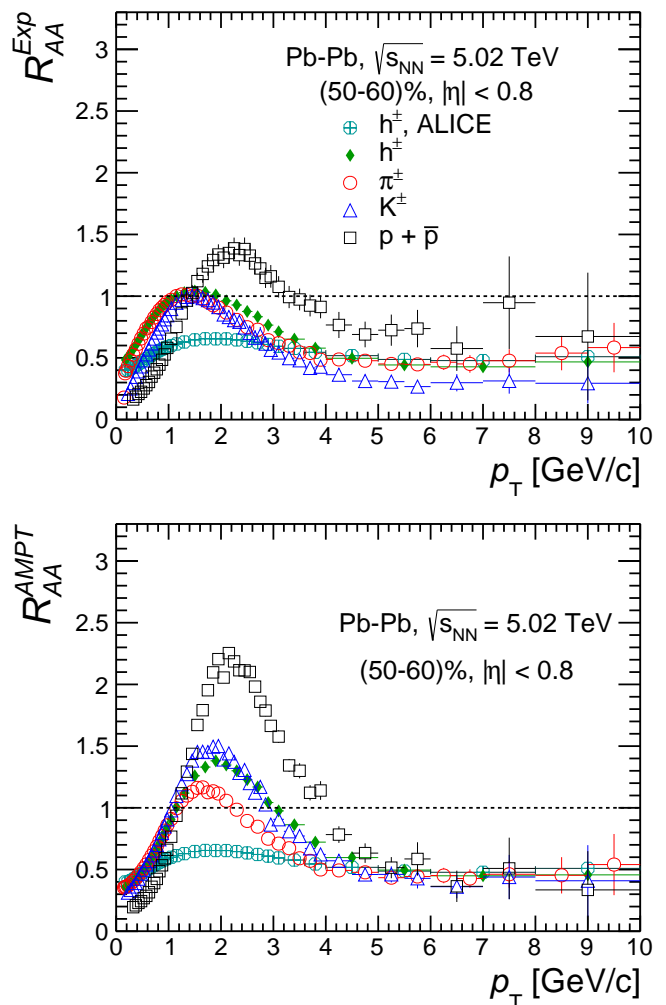 R_AA^Exp
3
2.5
2
1.5
1
0.5
0
Pb-Pb, √s_NN = 5.02 TeV
(50-60)%, |η| < 0.8
h±, ALICE
h±
π±
K±
p + p̅
0 1 2 3 4 5 6 7 8 9 10
p_T [GeV/c]
R_AA^AMPT
3
2.5
2
1.5
1
0.5
0
Pb-Pb, √s_NN = 5.02 TeV
(50-60)%, |η| < 0.8
0 1 2 3 4 5 6 7 8 9 10
p_T [GeV/c]